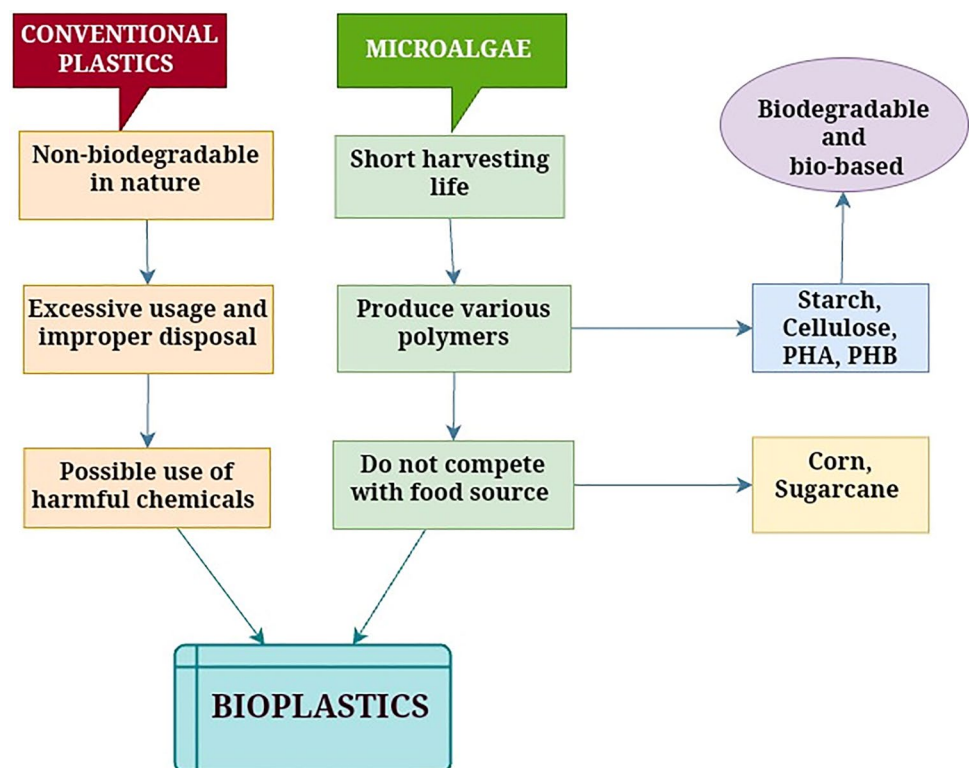 CONVENTIONAL
PLASTICS
Non-biodegradable
in nature
Excessive usage and
improper disposal
Possible use of
harmful chemicals
MICROALGAE
Short harvesting
life
Produce various
polymers
Do not compete
with food source
Biodegradable
and
bio-based
Starch,
Cellulose,
PHA, PHB
Corn,
Sugarcane
BIOPLASTICS